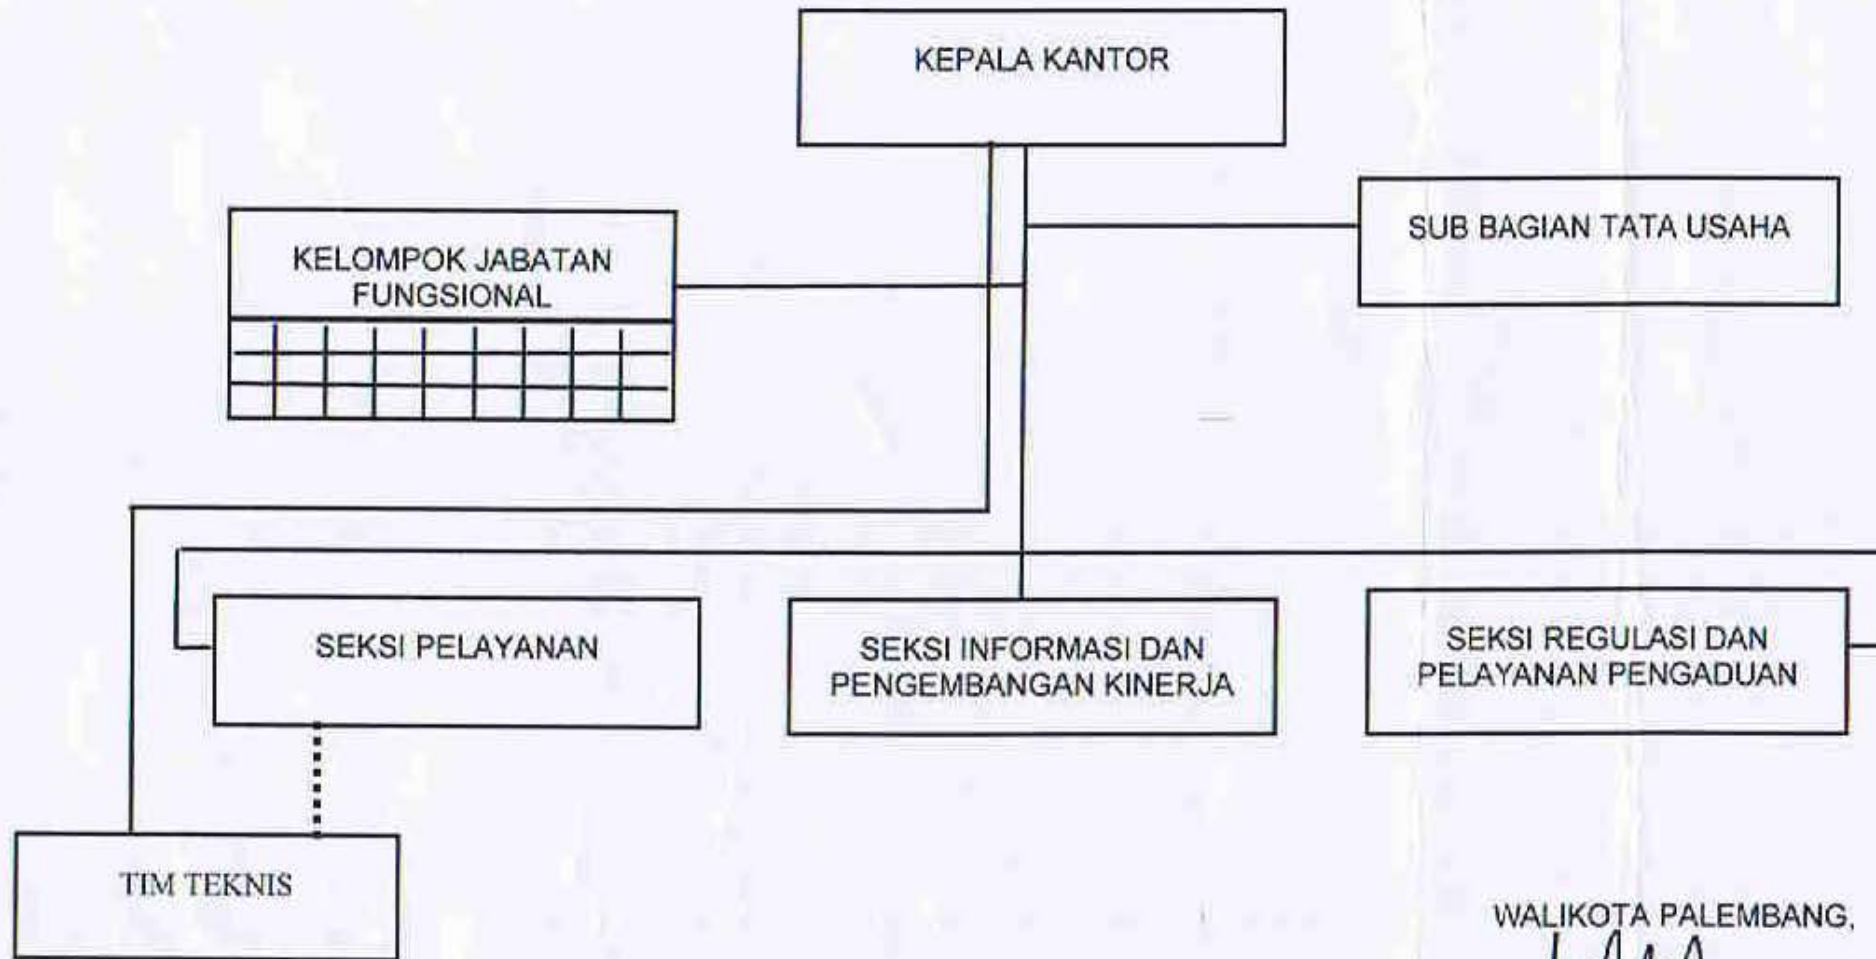 KEPALA KANTOR
SUB BAGIAN TATA USAHA
KELOMPOK JABATAN
FUNGSIONAL
SEKSI PELAYANAN
SEKSI INFORMASI DAN
PENGEMBANGAN KINERJA
SEKSI REGULASI DAN
PELAYANAN PENGADUAN
TIM TEKNIS
WALIKOTA PALEMBANG,